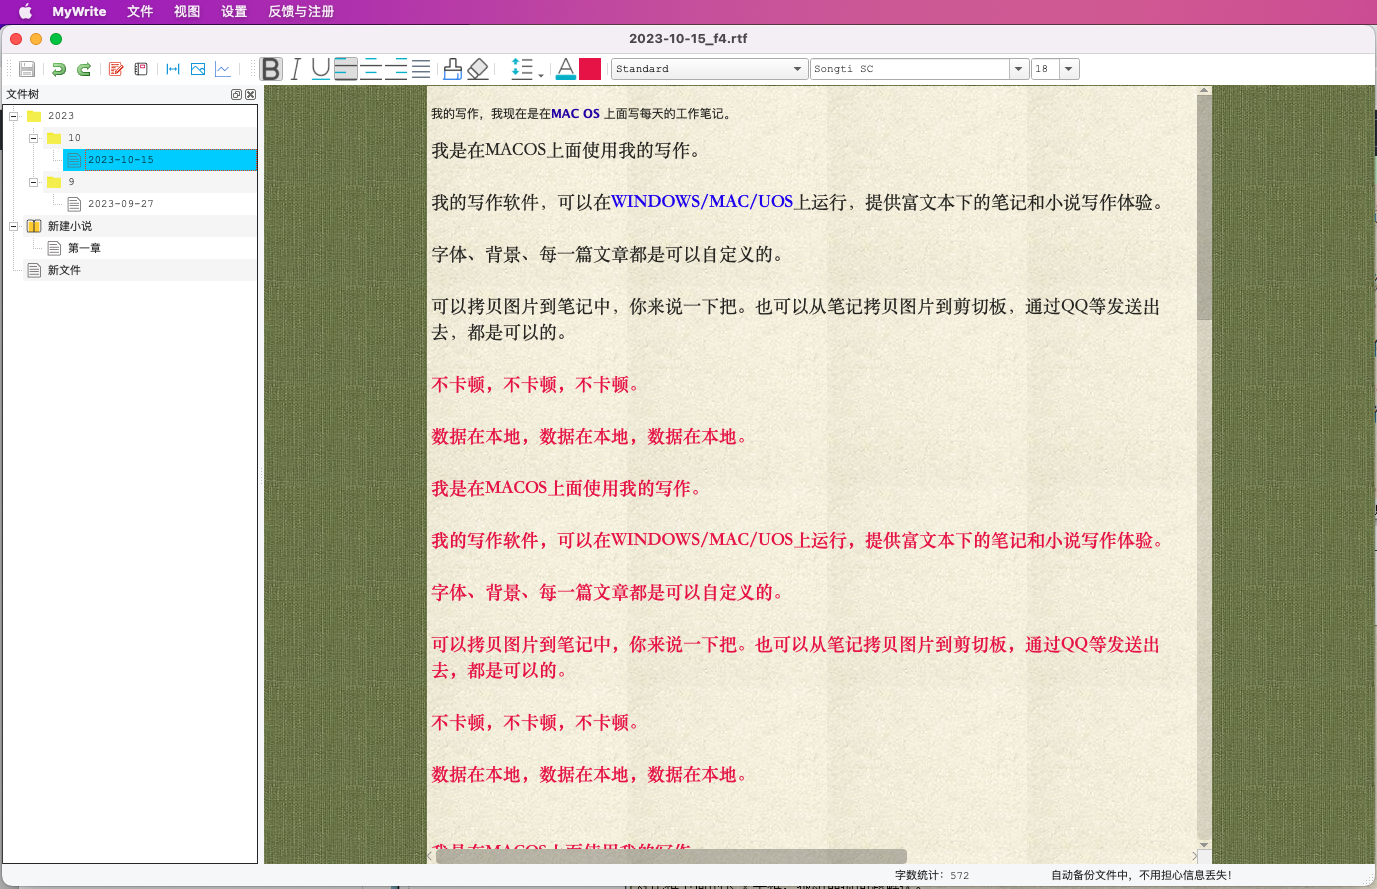 MyWrite 文件 视图 设置 反馈与注册
2023-10-15_f4.rtf
B I U A Standard Songti SC 18
文件树
2023
10
2023-10-15
9
2023-09-27
新建小说
第一章
新文件
我的写作，我现在是在MAC OS 上面写每天的工作笔记。
我是在MACOS上面使用我的写作。
我的写作软件，可以在WINDOWS/MAC/UOS上运行，提供富文本下的笔记和小说写作体验。
字体、背景、每一篇文章都是可以自定义的。
可以拷贝图片到笔记中，你来说一下把。也可以从笔记拷贝图片到剪切板，通过QQ等发送出
去，都是可以的。
不卡顿，不卡顿，不卡顿。
数据在本地，数据在本地，数据在本地。
我是在MACOS上面使用我的写作。
我的写作软件，可以在WINDOWS/MAC/UOS上运行，提供富文本下的笔记和小说写作体验。
字体、背景、每一篇文章都是可以自定义的。
可以拷贝图片到笔记中，你来说一下把。也可以从笔记拷贝图片到剪切板，通过QQ等发送出
去，都是可以的。
不卡顿，不卡顿，不卡顿。
数据在本地，数据在本地，数据在本地。
我是在MACOS上面使用我的写作。
字数统计：572 自动备份文件中，不用担心信息丢失！